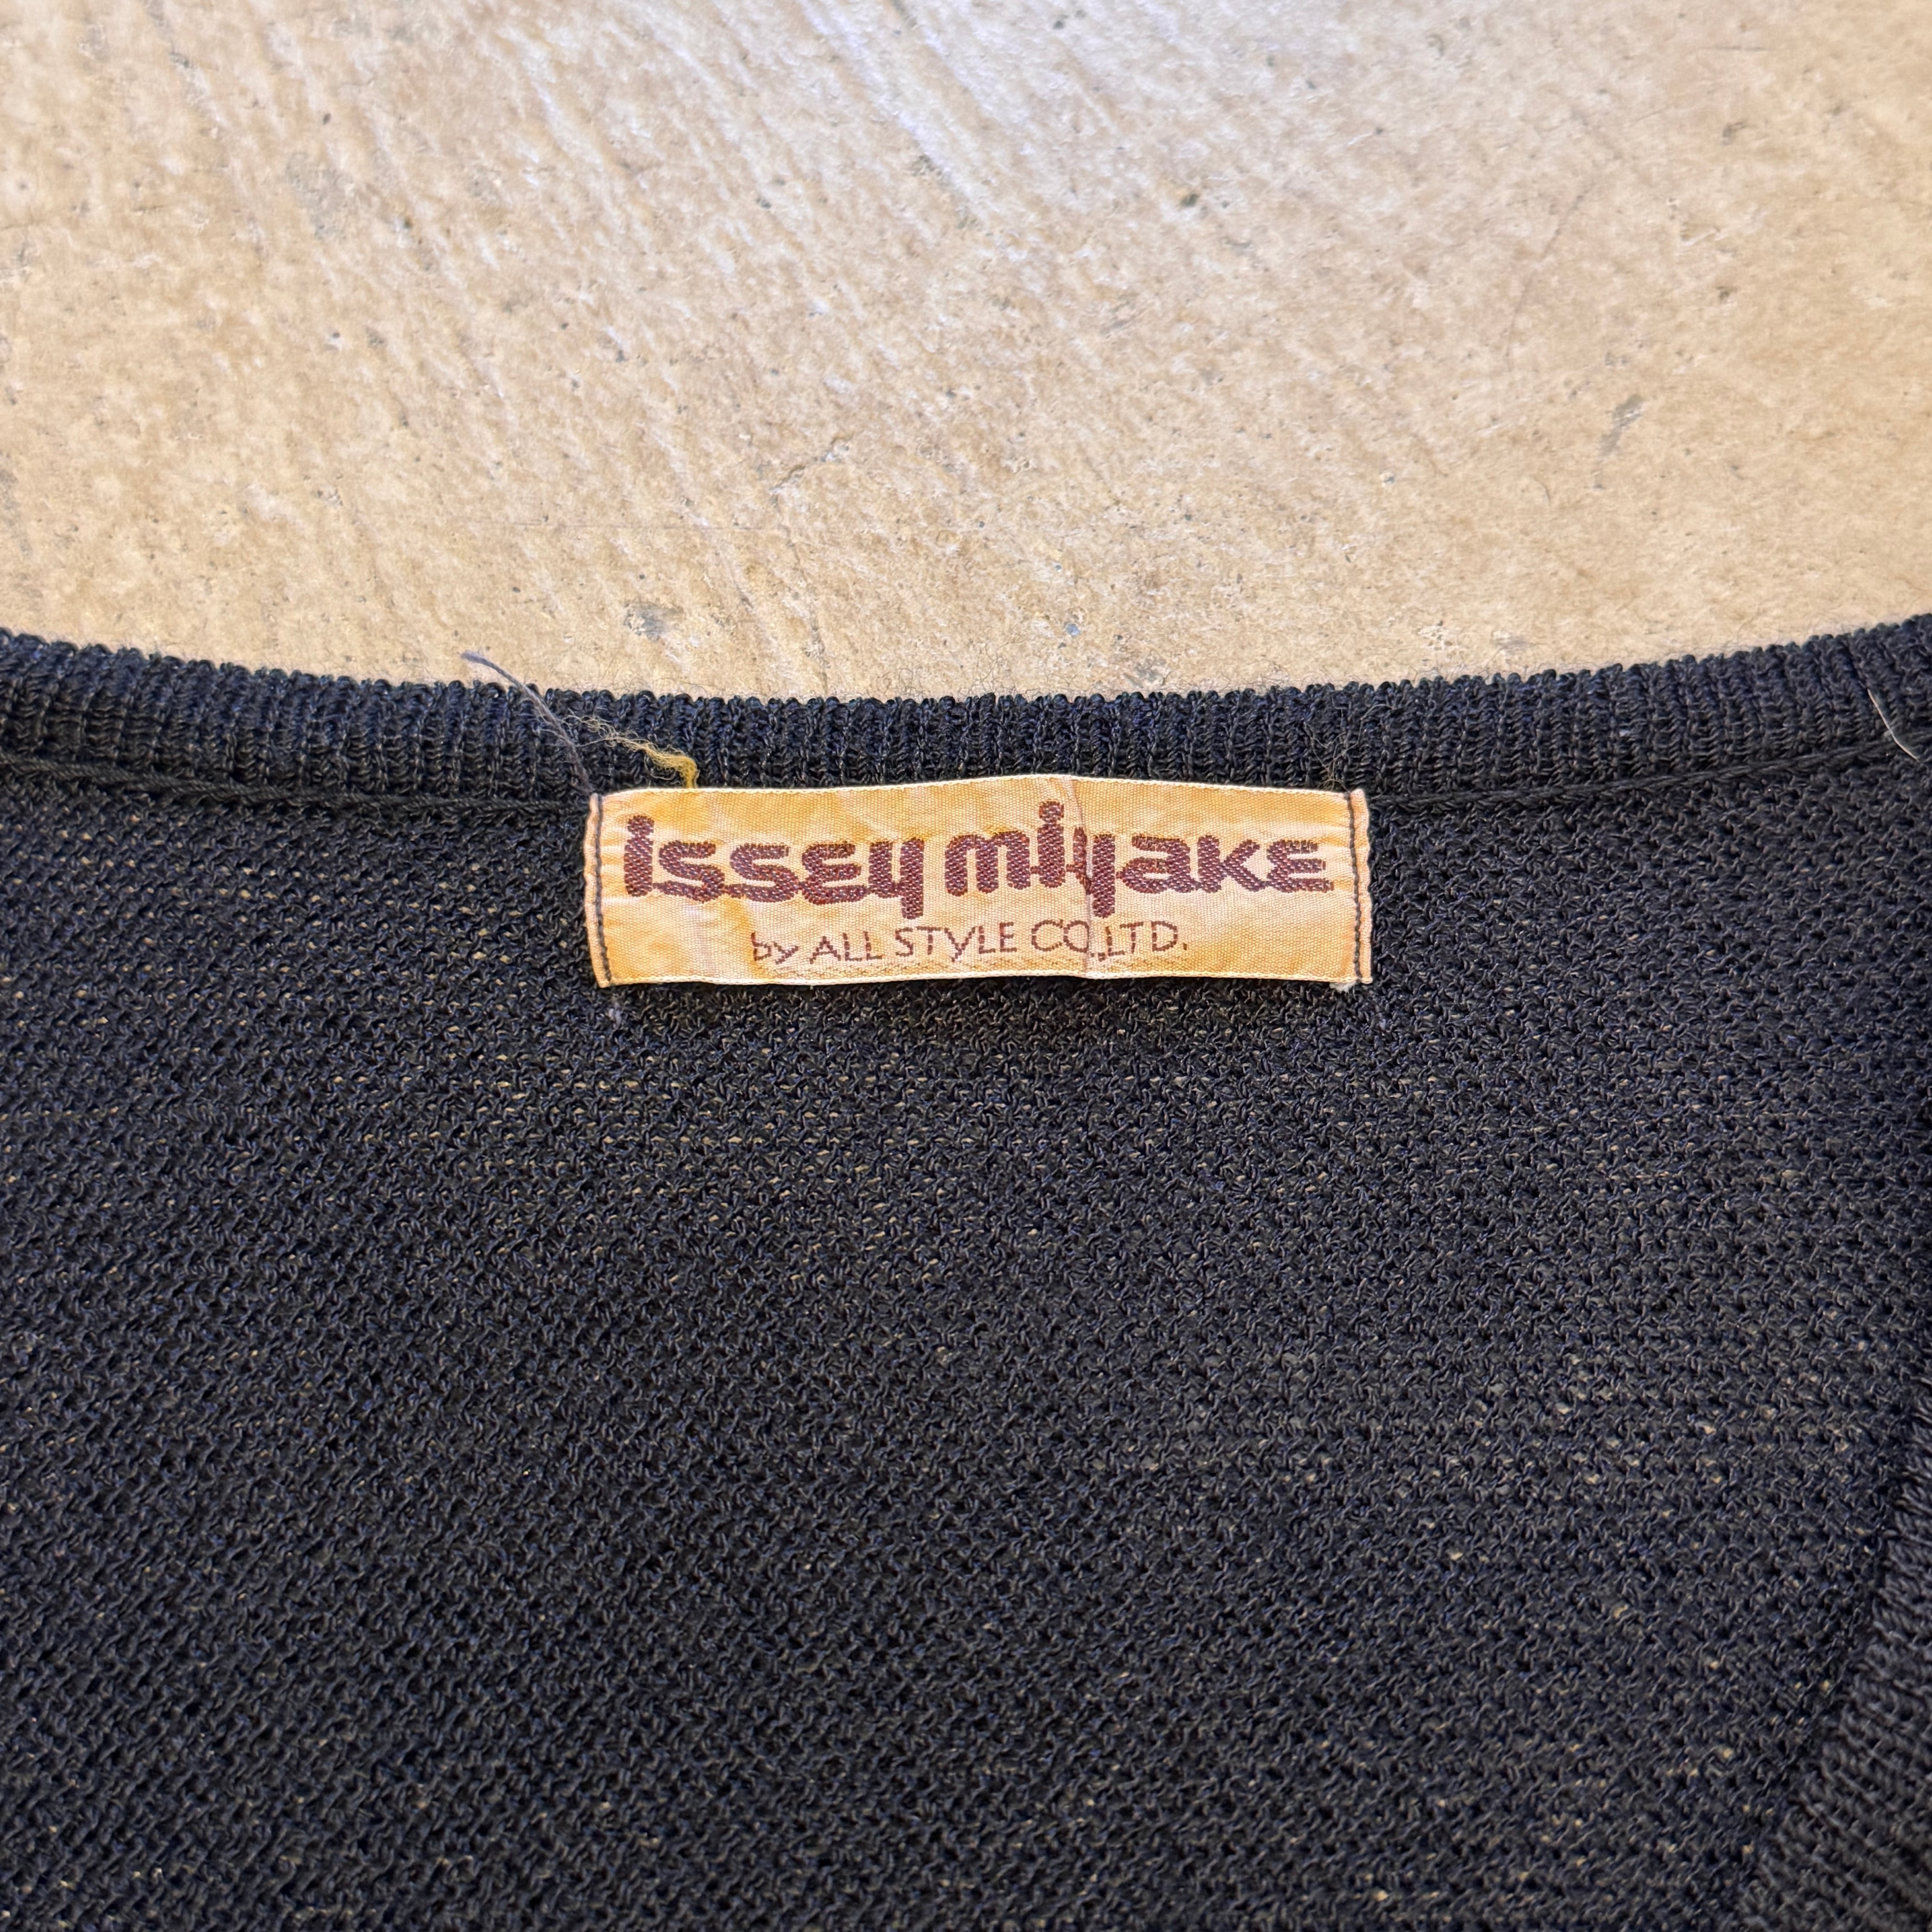 issey miyake
by ALL STYLE CO.,LTD.